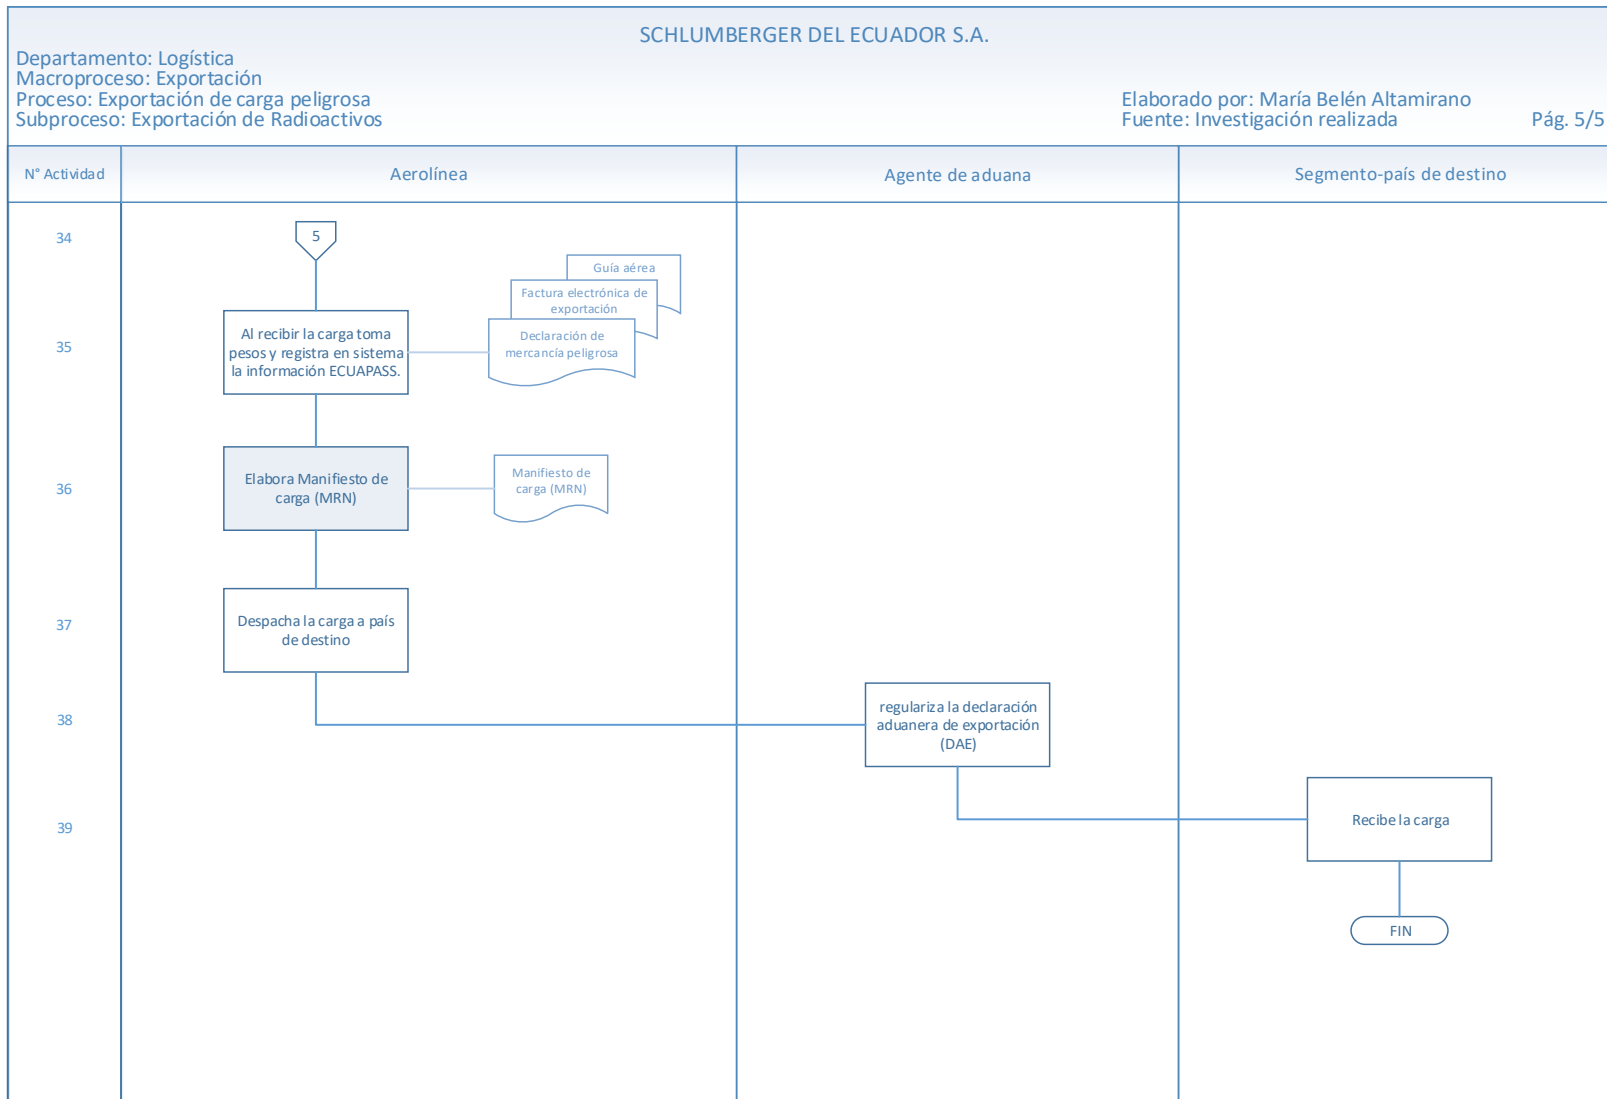 SCHLUMBERGER DEL ECUADOR S.A.
Departamento: Logística
Macroproceso: Exportación
Proceso: Exportación de carga peligrosa
Subproceso: Exportación de Radioactivos
Elaborado por: María Belén Altamirano
Fuente: Investigación realizada
Pág. 5/5
N° Actividad
Aerolínea
Agente de aduana
Segmento-país de destino
34
5
Guía aérea
Factura electrónica de
exportación
Declaración de
mercancía peligrosa
35
Al recibir la carga toma
pesos y registra en sistema
la información ECUAPASS.
36
Elabora Manifiesto de
carga (MRN)
Manifiesto de
carga (MRN)
37
Despacha la carga a país
de destino
38
regulariza la declaración
aduanera de exportación
(DAE)
39
Recibe la carga
FIN